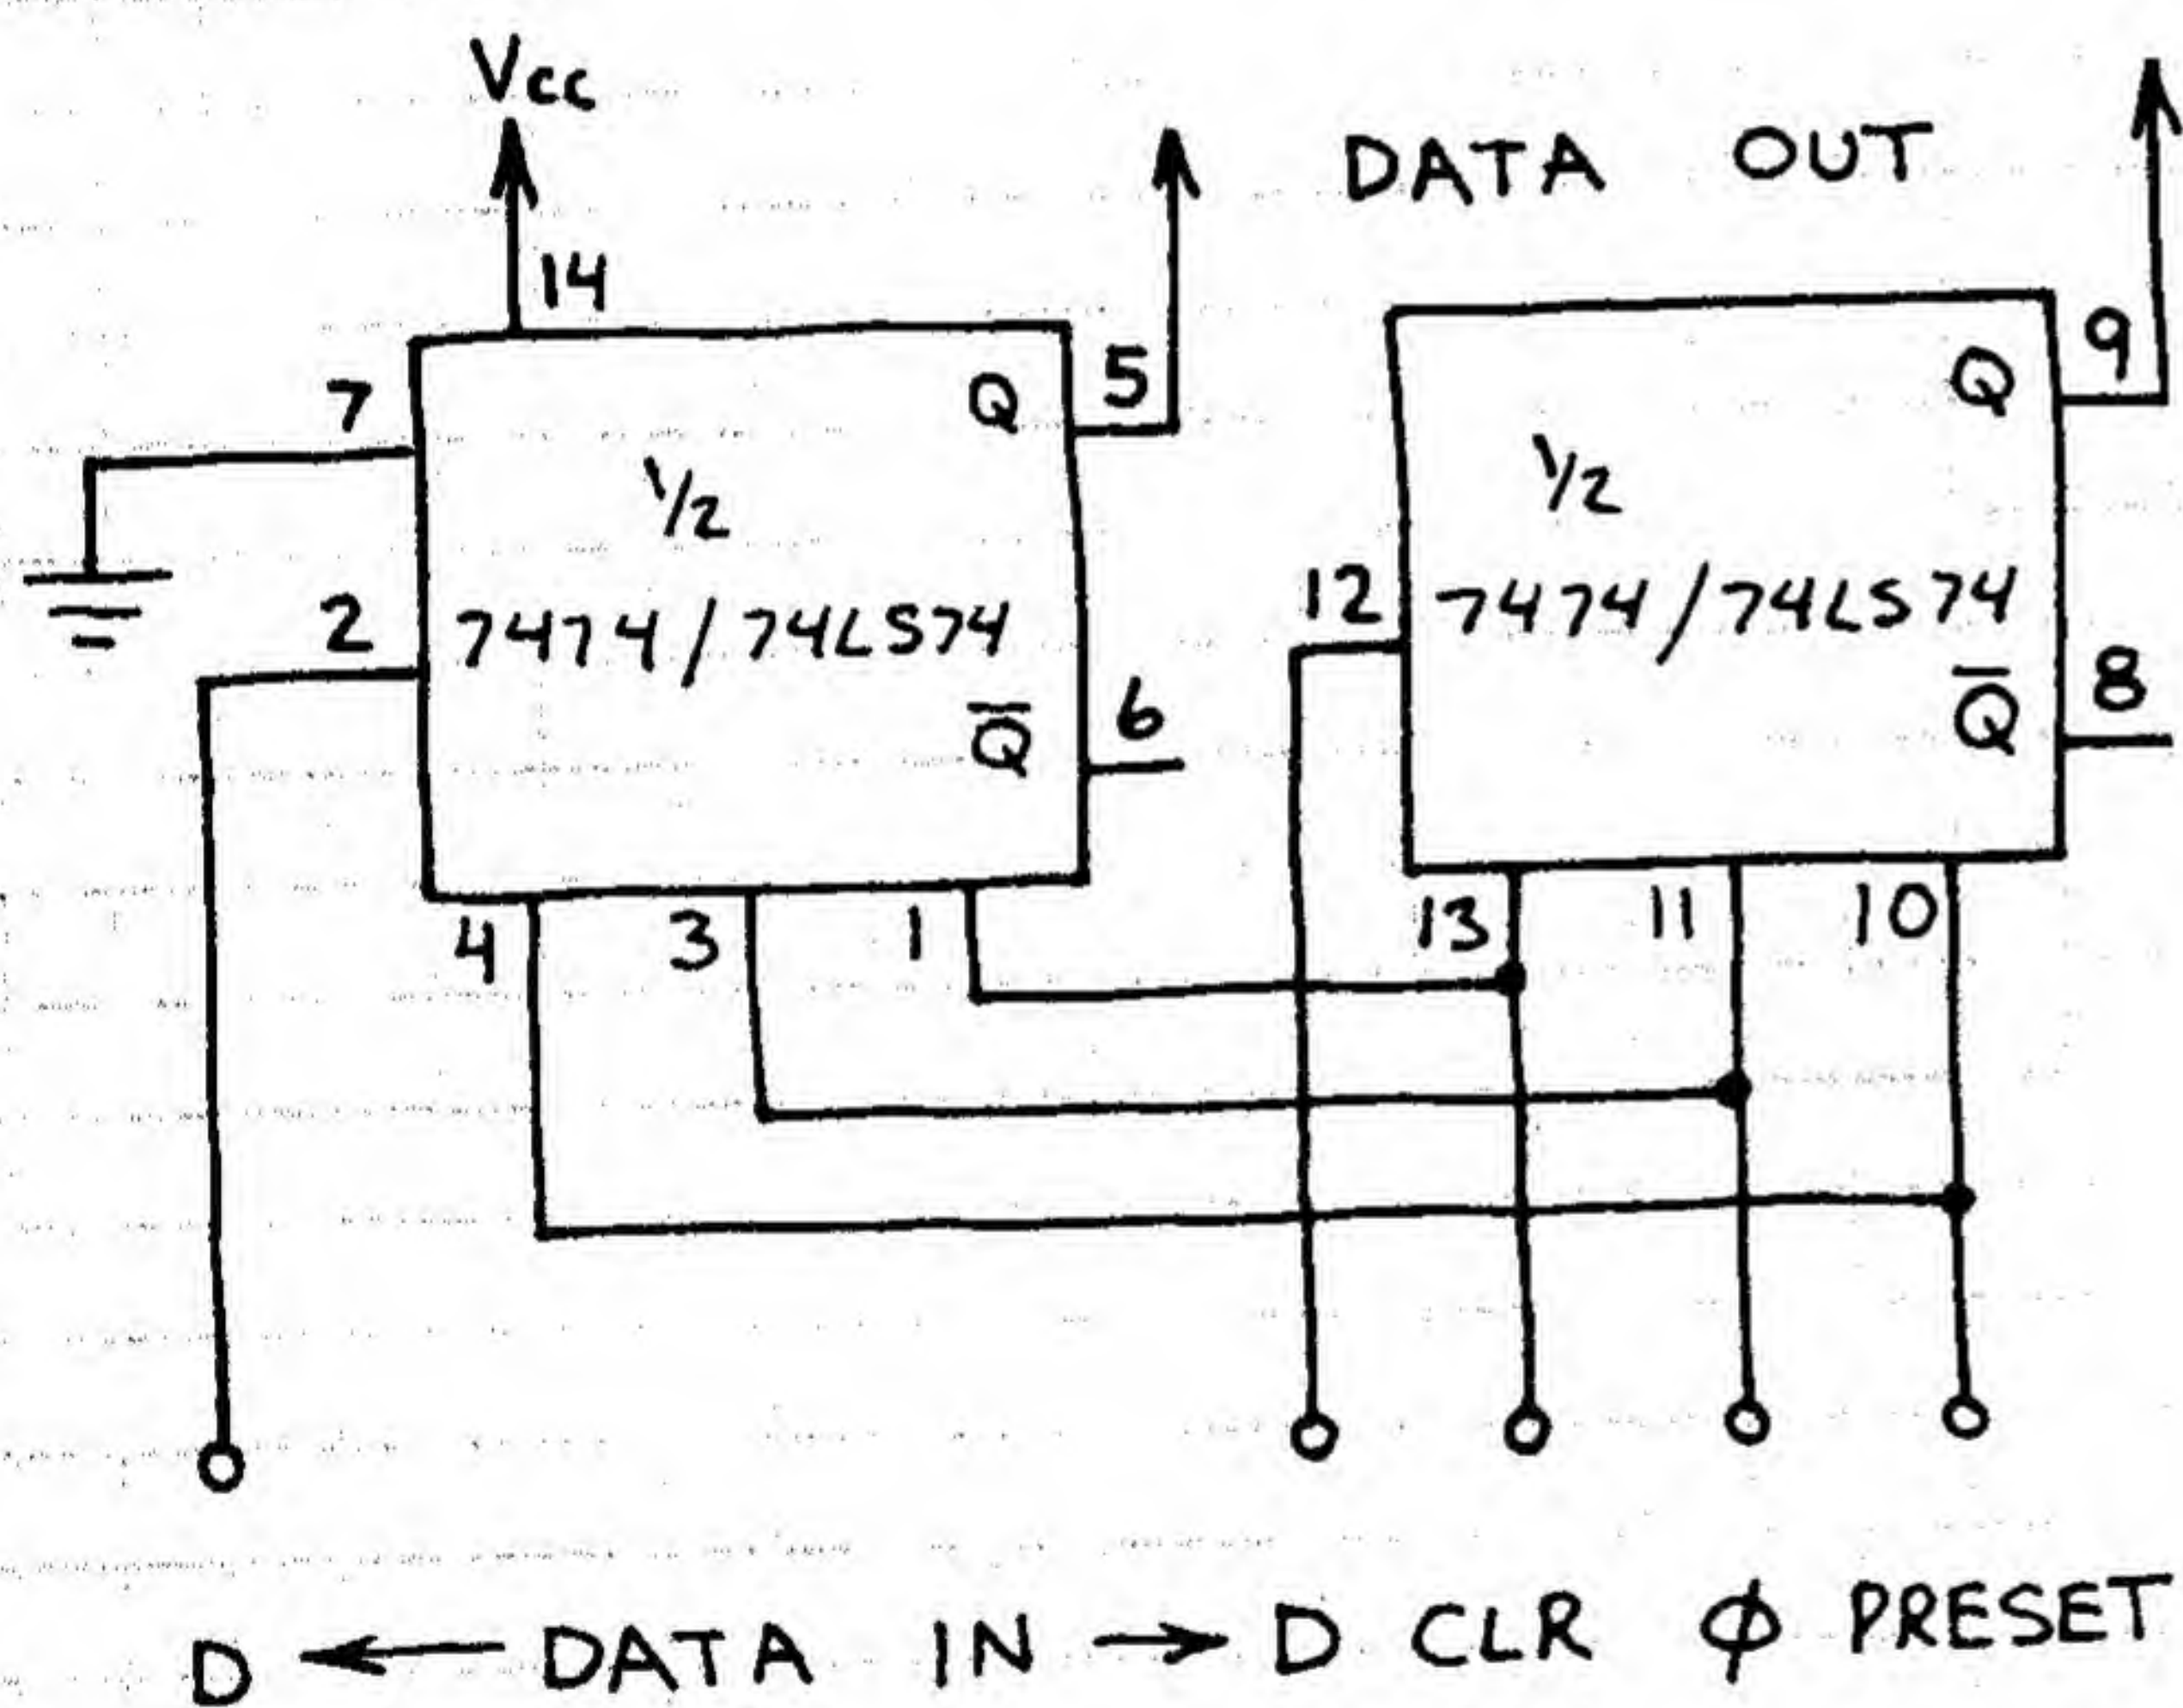 Vcc
DATA OUT
14
7
Q 5
Q 9
1/2
1/2
2
7474/74LS74
12
7474/74LS74
Q̅ 6
Q̅ 8
4 3 1
13 11 10
D ← DATA IN → D CLR ϕ PRESET